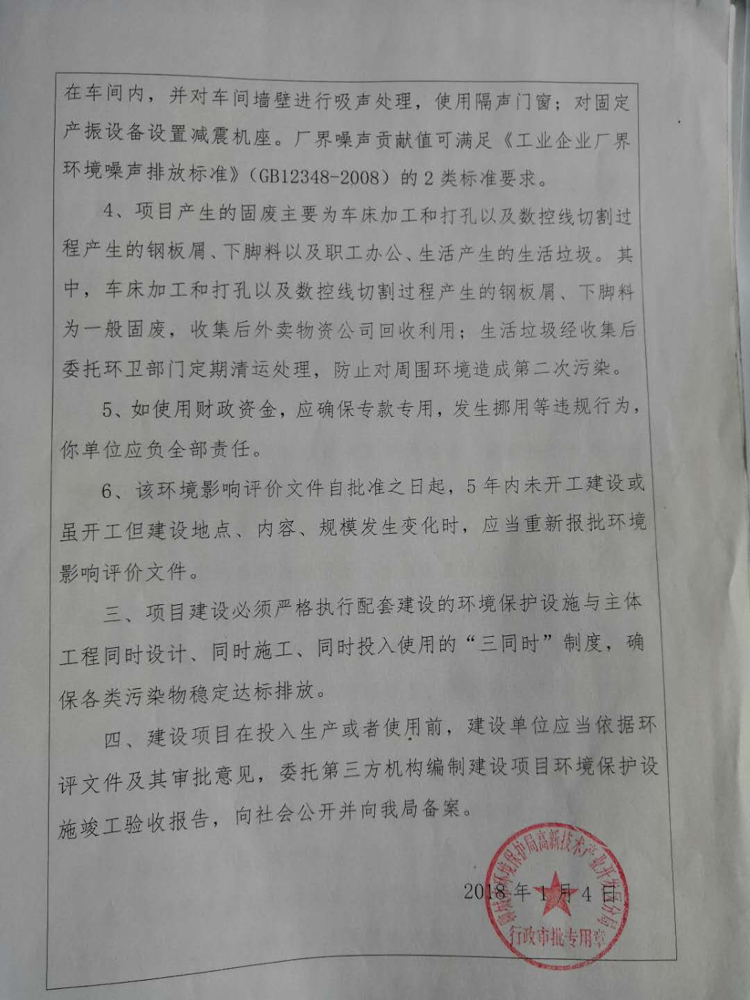 在车间内，并对车间墙壁进行吸声处理，使用隔声门窗；对固定
产振设备设置减震机座。厂界噪声贡献值可满足《工业企业厂界
环境噪声排放标准》（GB12348-2008）的2类标准要求。
4、项目产生的固废主要为车床加工和打孔以及数控线切割过
程产生的钢板屑、下脚料以及职工办公、生活产生的生活垃圾。其
中，车床加工和打孔以及数控线切割过程产生的钢板屑、下脚料
为一般固废，收集后外卖物资公司回收利用；生活垃圾经收集后
委托环卫部门定期清运处理，防止对周围环境造成第二次污染。
5、如使用财政资金，应确保专款专用，发生挪用等违规行为，
你单位应负全部责任。
6、该环境影响评价文件自批准之日起，5年内未开工建设或
虽开工但建设地点、内容、规模发生变化时，应当重新报批环境
影响评价文件。
三、项目建设必须严格执行配套建设的环境保护设施与主体
工程同时设计、同时施工、同时投入使用的“三同时”制度，确
保各类污染物稳定达标排放。
四、建设项目在投入生产或者使用前，建设单位应当依据环
评文件及其审批意见，委托第三方机构编制建设项目环境保护设
施竣工验收报告，向社会公开并向我局备案。
市环境保护局高新技术产业开发区分局
2018年1月4日
行政审批专用章